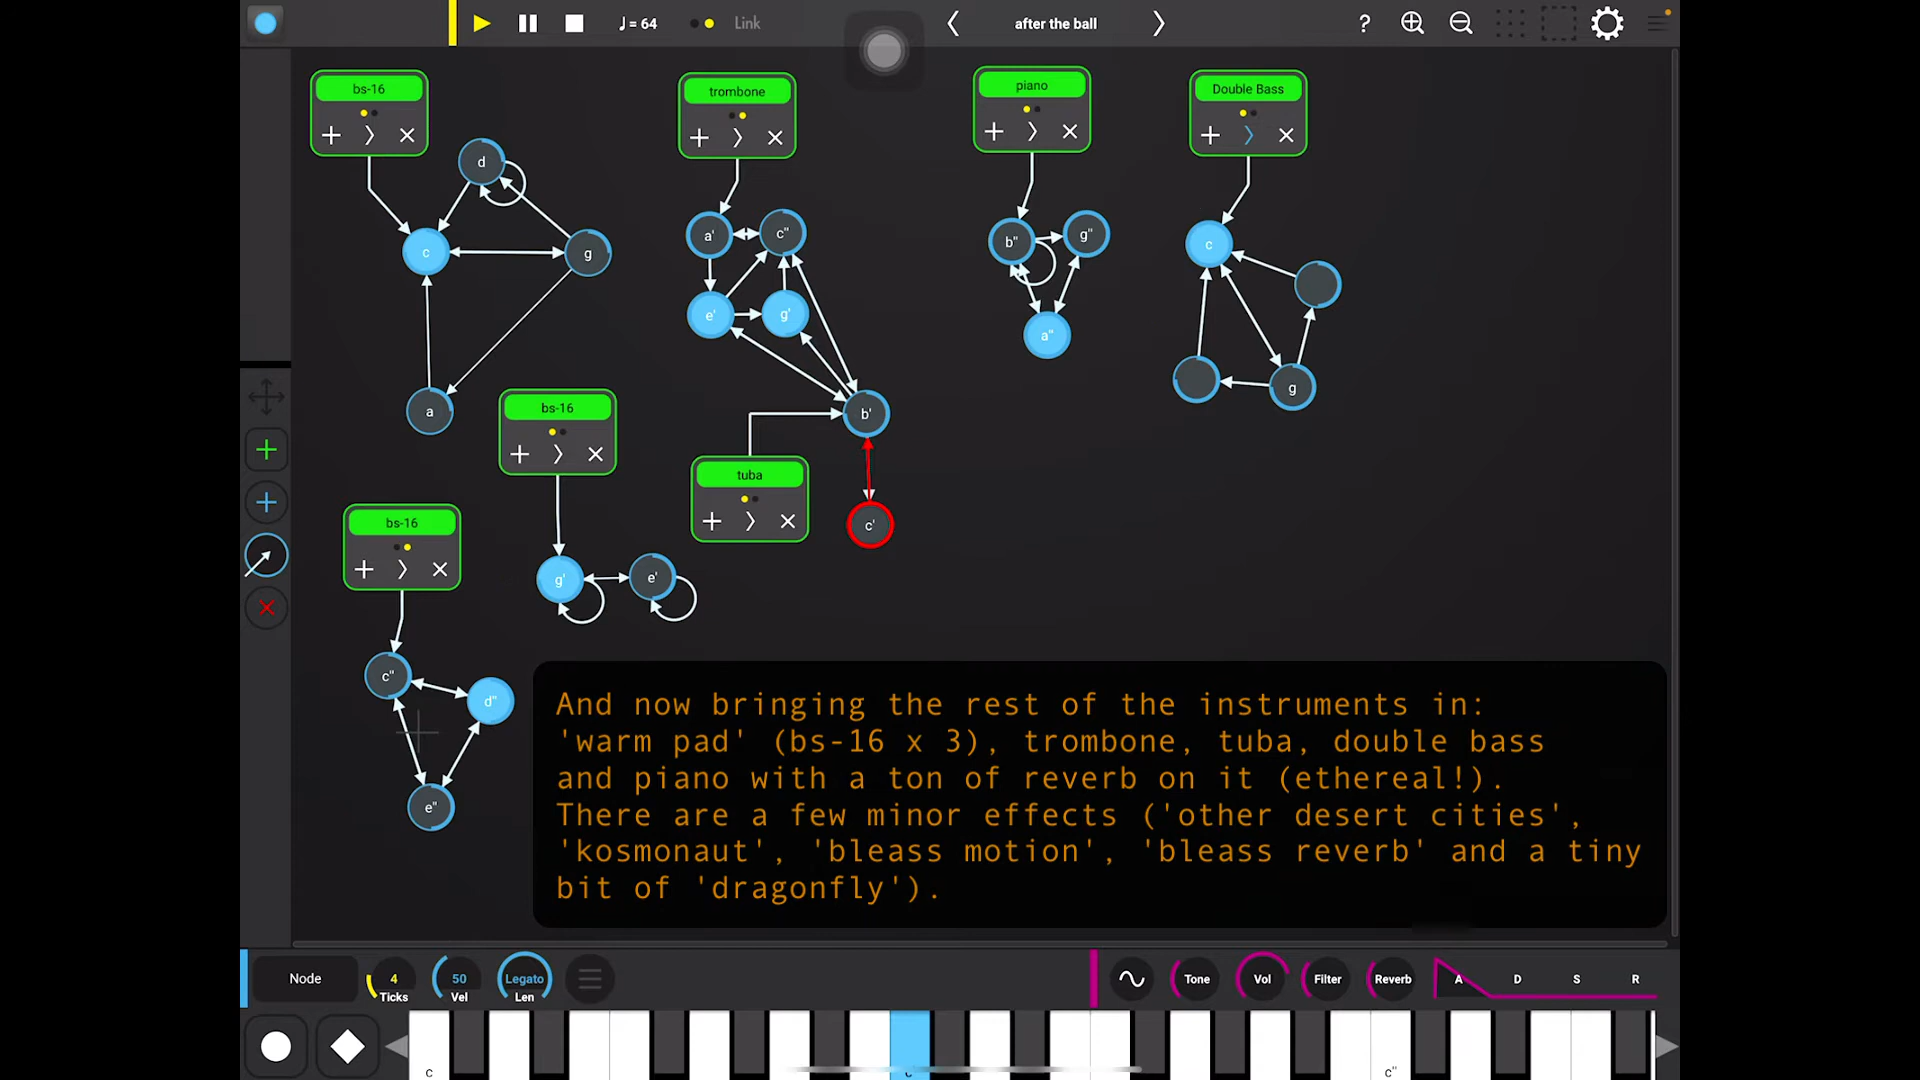 ♩= 64
Link
after the ball
?
bs-16
trombone
piano
Double Bass
d
c
g
a
a'
c''
e'
g'
b'
b''
g''
a''
c
g
bs-16
tuba
c'
bs-16
g'
e'
c''
d''
e''
And now bringing the rest of the instruments in:
'warm pad' (bs-16 x 3), trombone, tuba, double bass
and piano with a ton of reverb on it (ethereal!).
There are a few minor effects ('other desert cities',
'kosmonaut', 'bleass motion', 'bleass reverb' and a tiny
bit of 'dragonfly').
Node
4
Ticks
50
Vel
Legato
Len
Tone
Vol
Filter
Reverb
A D S R
c
c'
c''